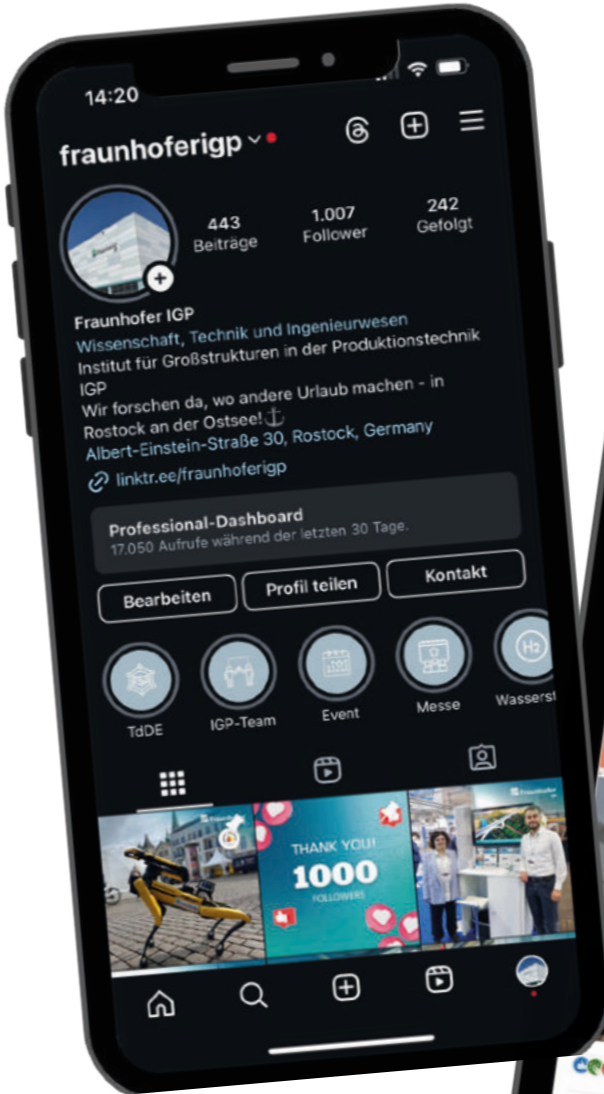 14:20
fraunhoferigp
443
1.007
242
Beiträge
Follower
Gefolgt
Fraunhofer IGP
Wissenschaft, Technik und Ingenieurwesen
Institut für Großstrukturen in der Produktionstechnik
IGP
Wir forschen da, wo andere Urlaub machen - in
Rostock an der Ostsee!⚓
Albert-Einstein-Straße 30, Rostock, Germany
linktr.ee/fraunhoferigp
Professional-Dashboard
17.050 Aufrufe während der letzten 30 Tage.
Bearbeiten
Profil teilen
Kontakt
H2
TdDE
IGP-Team
Event
Messe
Wasserst
Fraunhofer
THANK YOU!
1000
FOLLOWERS